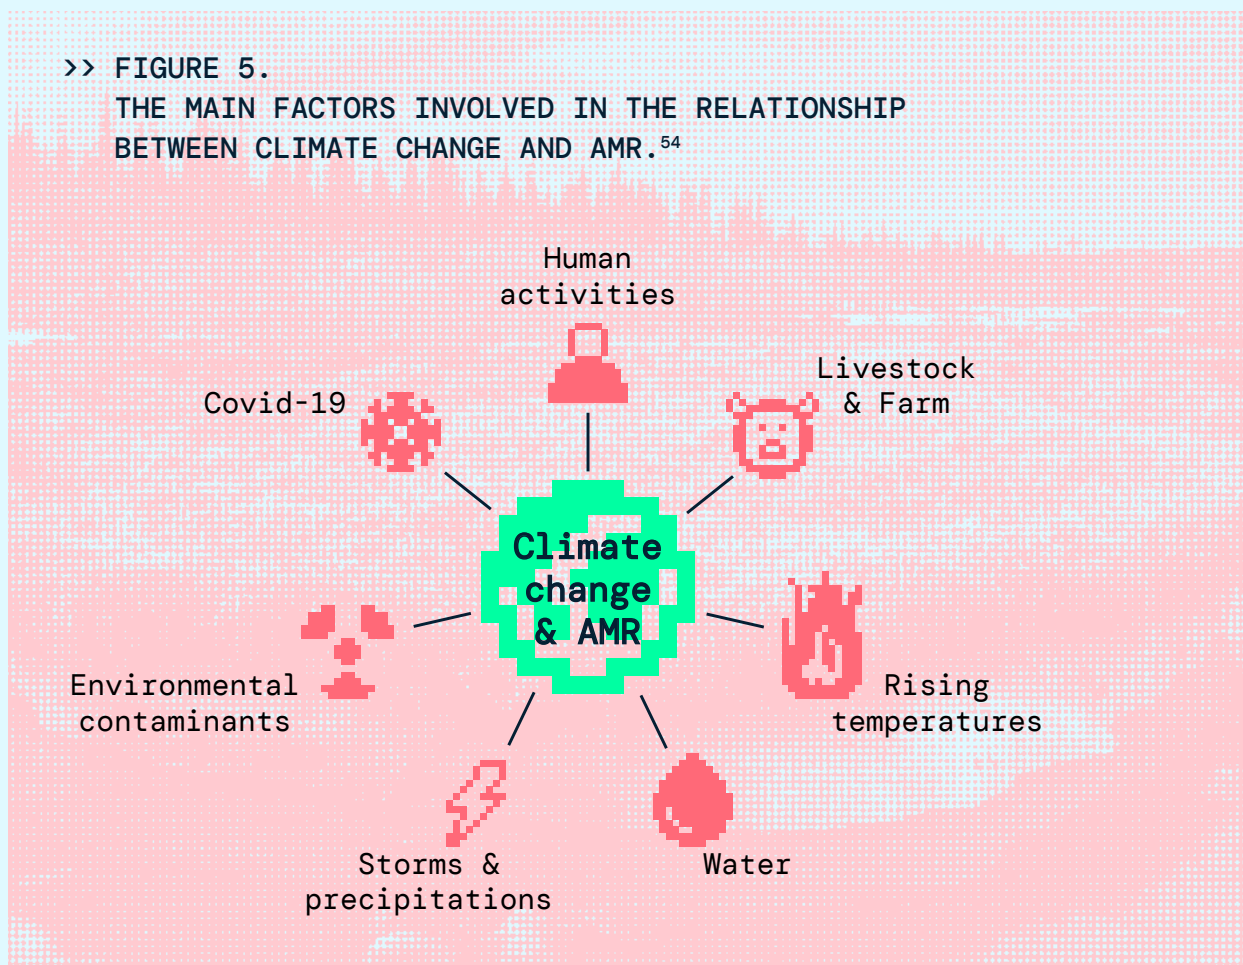 >> FIGURE 5.
THE MAIN FACTORS INVOLVED IN THE RELATIONSHIP
BETWEEN CLIMATE CHANGE AND AMR.54
Human
activities
Livestock
& Farm
Covid-19
Climate
change
& AMR
Environmental
contaminants
Rising
temperatures
Storms &
precipitations
Water